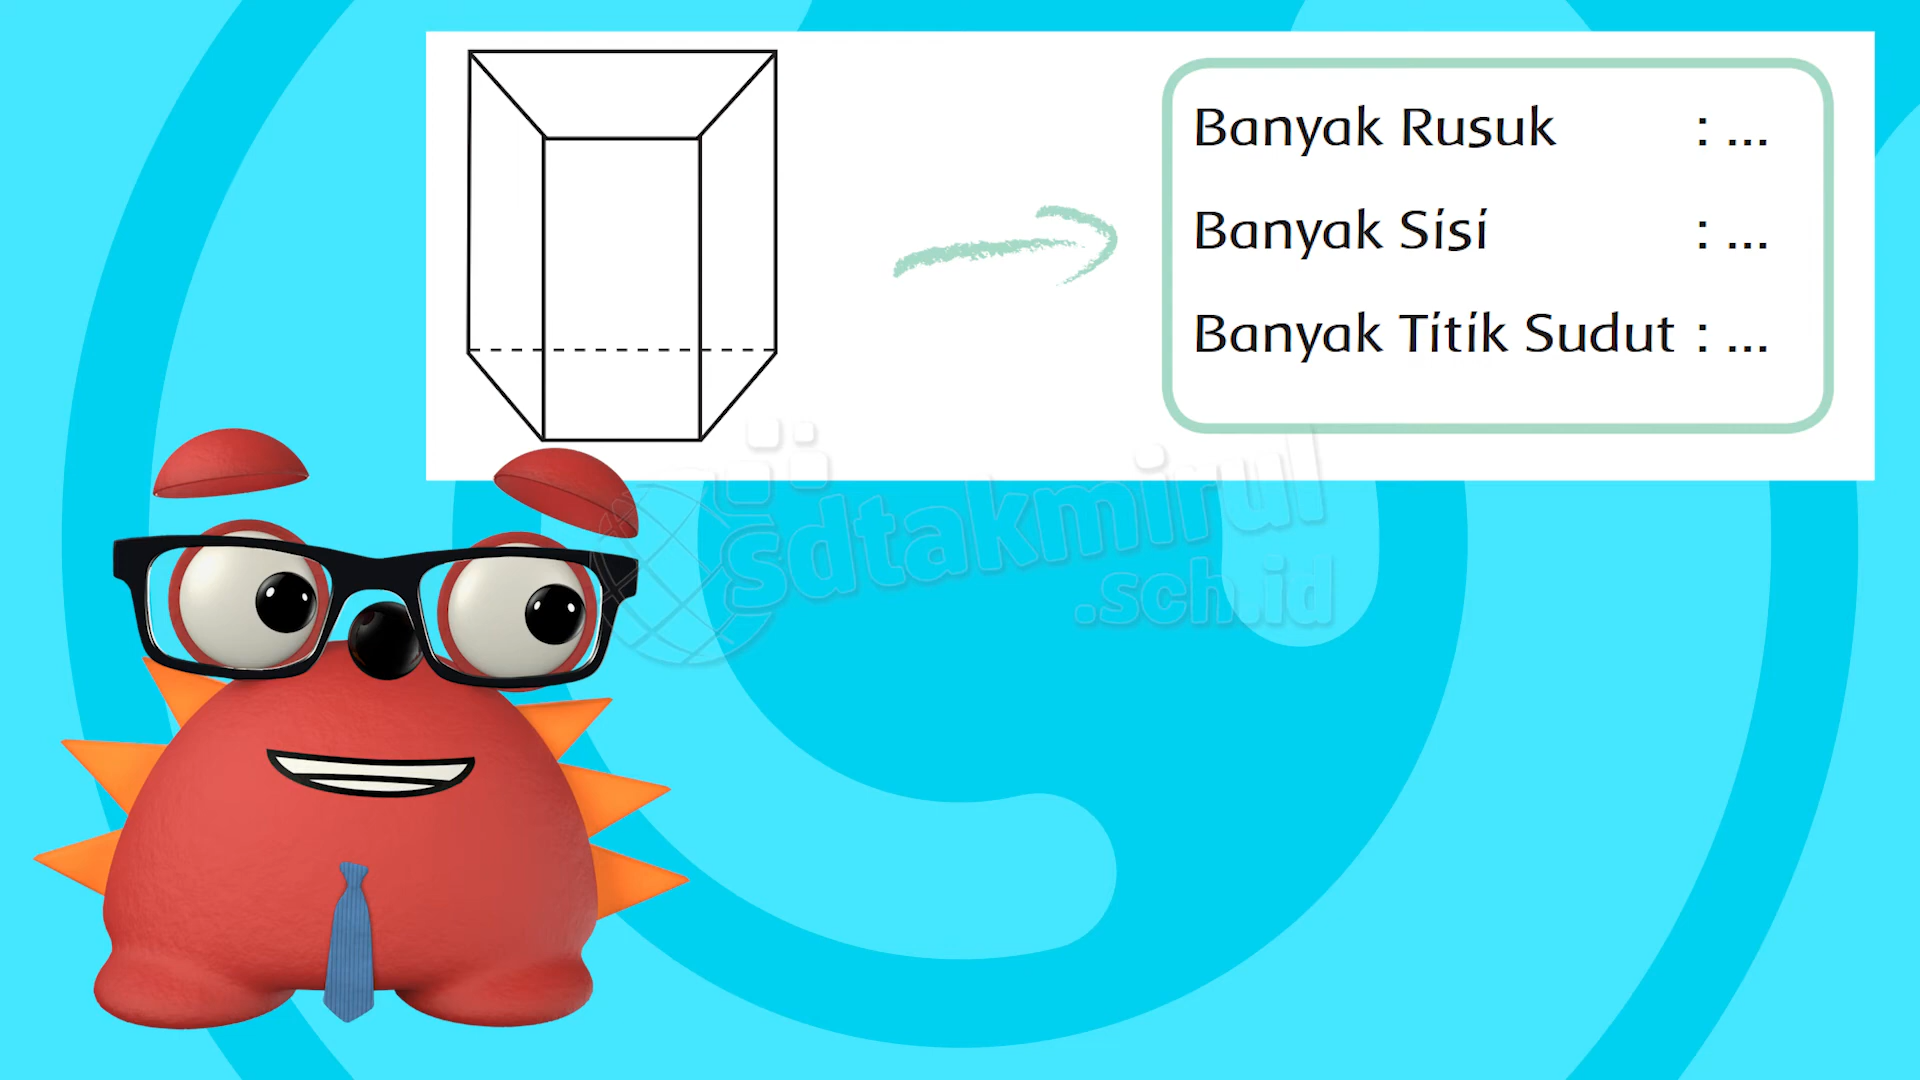 Banyak Rusuk : ...
Banyak Sisi : ...
Banyak Titik Sudut : ...
sdtakmirul
.sch.id